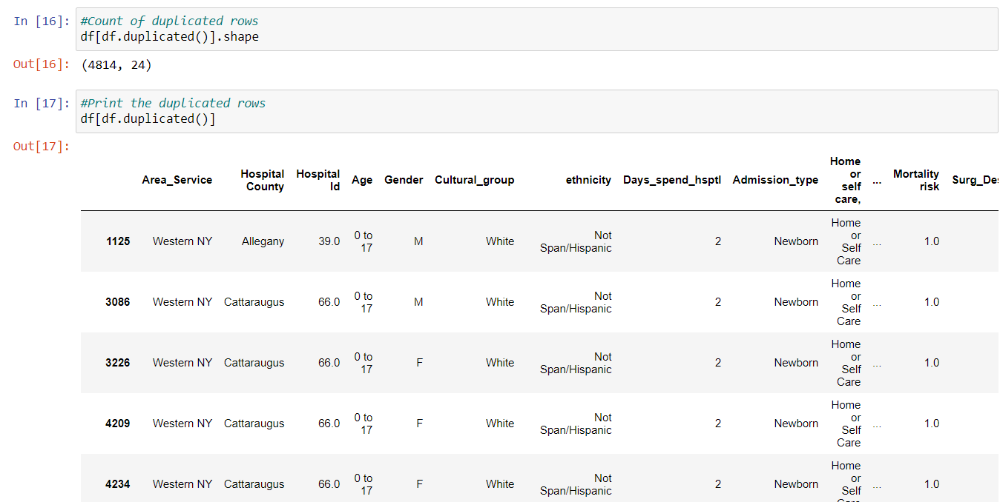 In [16]: #Count of duplicated rows
df[df.duplicated()].shape
Out[16]: (4814, 24)
In [17]: #Print the duplicated rows
df[df.duplicated()]
Out[17]:
Area_Service Hospital County Hospital Id Age Gender Cultural_group ethnicity Days_spend_hsptl Admission_type Home or self care, ... Mortality risk Surg_Des
1125 Western NY Allegany 39.0 0 to 17 M White Not Span/Hispanic 2 Newborn Home or Self Care ... 1.0
3086 Western NY Cattaraugus 66.0 0 to 17 M White Not Span/Hispanic 2 Newborn Home or Self Care ... 1.0
3226 Western NY Cattaraugus 66.0 0 to 17 F White Not Span/Hispanic 2 Newborn Home or Self Care ... 1.0
4209 Western NY Cattaraugus 66.0 0 to 17 F White Not Span/Hispanic 2 Newborn Home or Self Care ... 1.0
4234 Western NY Cattaraugus 66.0 0 to 17 F White Not Span/Hispanic 2 Newborn Home or Self ... 1.0